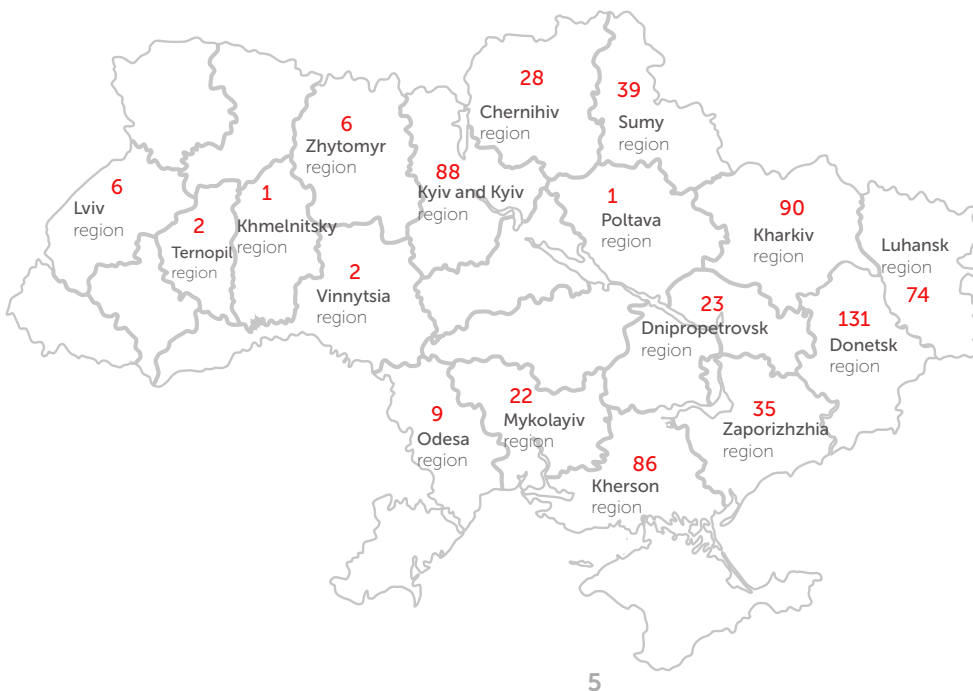 28
Chernihiv
region
39
Sumy
region
6
Zhytomyr
region
88
Kyiv and Kyiv
region
6
Lviv
region
2
Ternopil
region
1
Khmelnitsky
region
1
Poltava
region
90
Kharkiv
region
Luhansk
region
74
2
Vinnytsia
region
23
Dnipropetrovsk
region
131
Donetsk
region
9
Odesa
region
22
Mykolayiv
region
35
Zaporizhzhia
region
86
Kherson
region
5